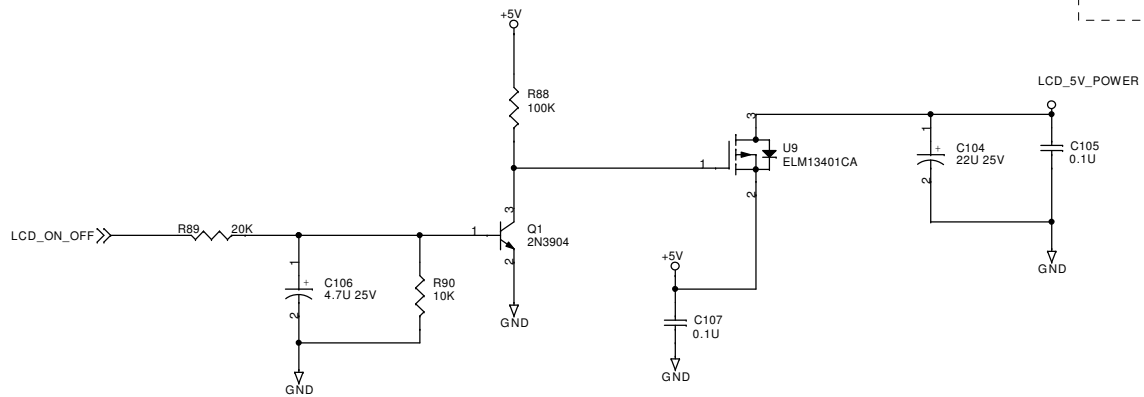 +5V
R88
100K
LCD_5V_POWER
3
U9
ELM13401CA
1
2
1
+
C104
22U 25V
2
C105
0.1U
GND
LCD_ON_OFF
R89 20K
1
3
Q1
2N3904
2
GND
1
+
C106
4.7U 25V
2
R90
10K
GND
+5V
C107
0.1U
GND